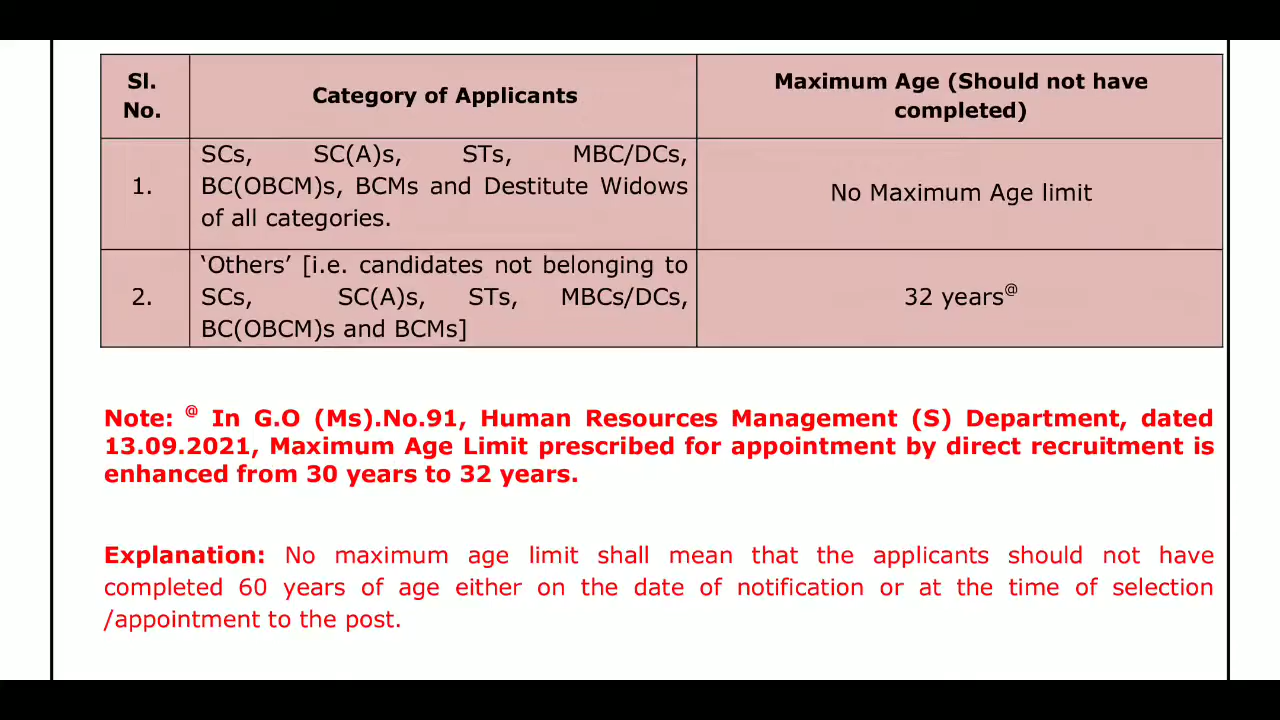 Sl.
No.
Category of Applicants
Maximum Age (Should not have
completed)
1.
SCs, SC(A)s, STs, MBC/DCs,
BC(OBCM)s, BCMs and Destitute Widows
of all categories.
No Maximum Age limit
2.
‘Others’ [i.e. candidates not belonging to
SCs, SC(A)s, STs, MBCs/DCs,
BC(OBCM)s and BCMs]
32 years@
Note: @ In G.O (Ms).No.91, Human Resources Management (S) Department, dated
13.09.2021, Maximum Age Limit prescribed for appointment by direct recruitment is
enhanced from 30 years to 32 years.
Explanation: No maximum age limit shall mean that the applicants should not have
completed 60 years of age either on the date of notification or at the time of selection
/appointment to the post.